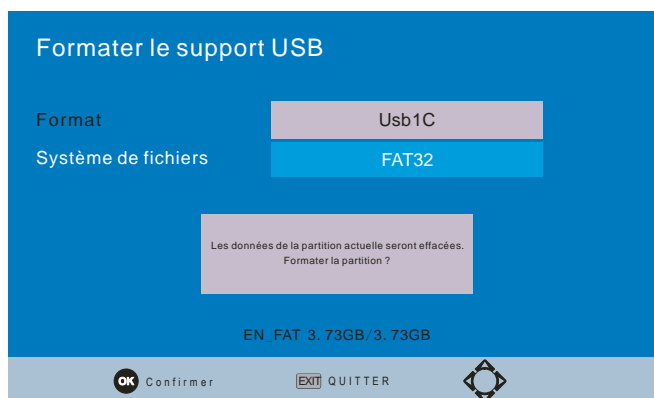 Formater le support USB
Format Usb1C
Système de fichiers FAT32
Les données de la partition actuelle seront effacées.
Formater la partition ?
EN_FAT 3. 73GB/3. 73GB
OK Confirmer EXIT QUITTER